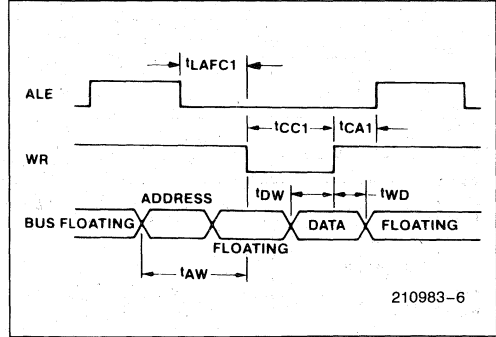 tLAFC1
ALE
tCC1 tCA1
WR
ADDRESS tDW tWD
BUS FLOATING DATA FLOATING
FLOATING
tAW
210983-6